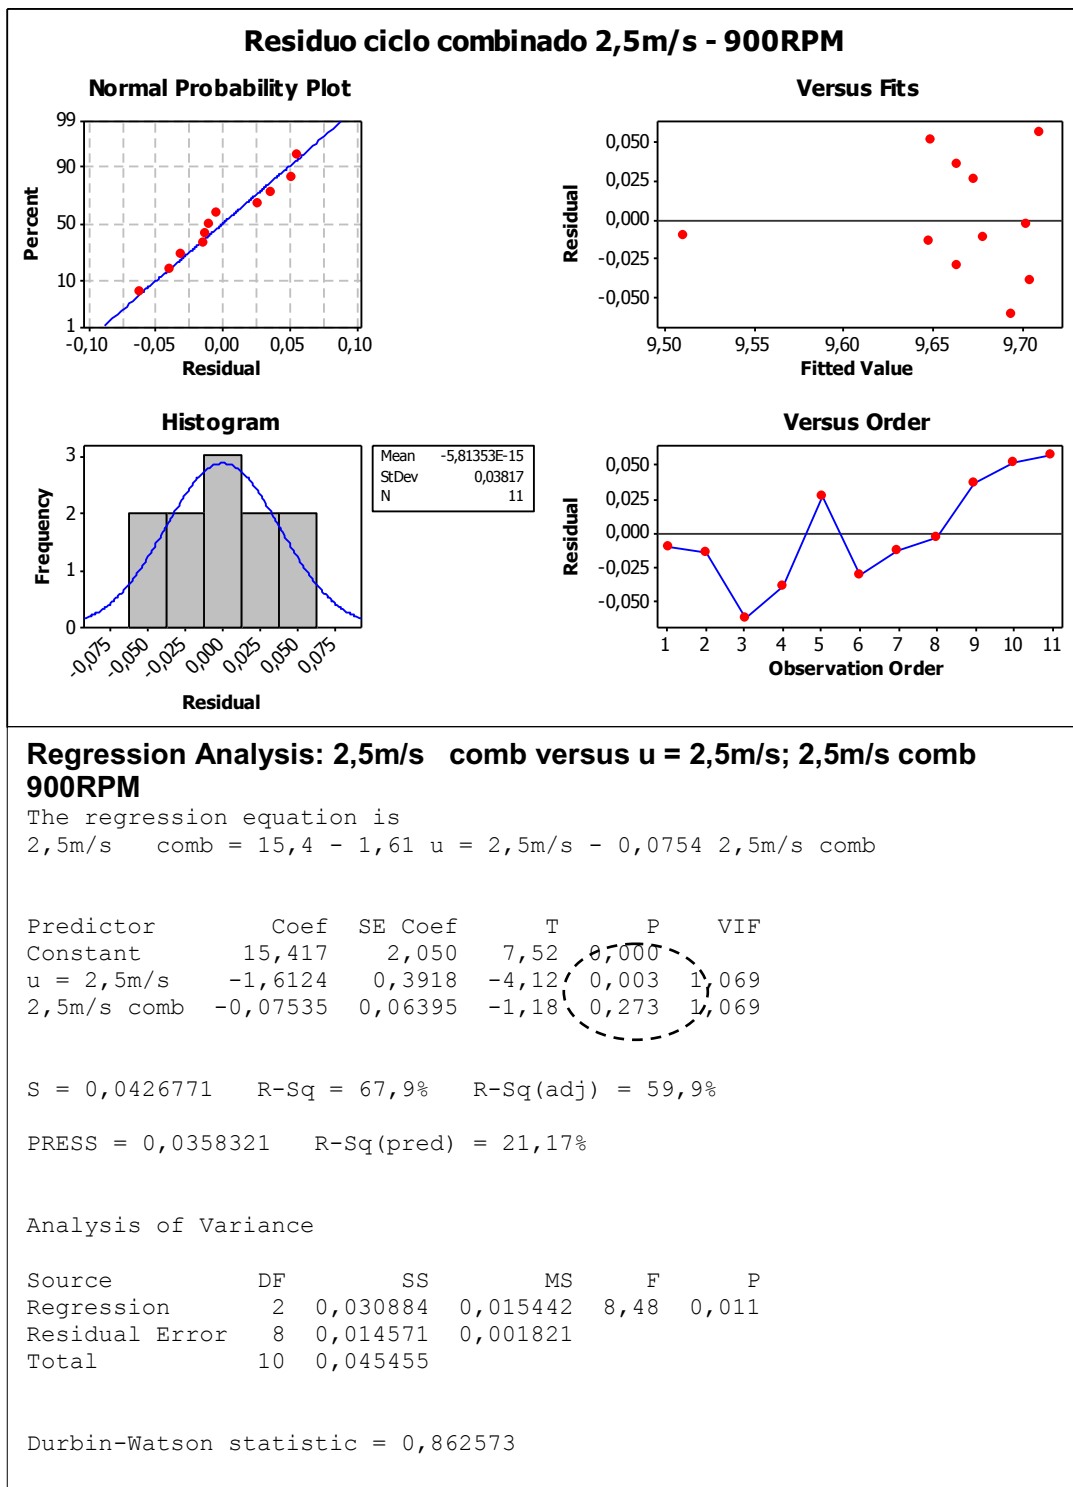 Residuo ciclo combinado 2,5m/s - 900RPM
Normal Probability Plot
99
90
50
10
1
Percent
-0,10 -0,05 0,00 0,05 0,10
Residual
Versus Fits
0,050
0,025
0,000
-0,025
-0,050
Residual
9,50 9,55 9,60 9,65 9,70
Fitted Value
Histogram
3
2
1
0
Frequency
-0,075 -0,050 -0,025 0,000 0,025 0,050 0,075
Residual
Mean -5,81353E-15
StDev 0,03817
N 11
Versus Order
0,050
0,025
0,000
-0,025
-0,050
Residual
1 2 3 4 5 6 7 8 9 10 11
Observation Order
Regression Analysis: 2,5m/s comb versus u = 2,5m/s; 2,5m/s comb
900RPM
The regression equation is
2,5m/s comb = 15,4 - 1,61 u = 2,5m/s - 0,0754 2,5m/s comb
Predictor Coef SE Coef T P VIF
Constant 15,417 2,050 7,52 0,000
u = 2,5m/s -1,6124 0,3918 -4,12 0,003 1,069
2,5m/s comb -0,07535 0,06395 -1,18 0,273 1,069
S = 0,0426771 R-Sq = 67,9% R-Sq(adj) = 59,9%
PRESS = 0,0358321 R-Sq(pred) = 21,17%
Analysis of Variance
Source DF SS MS F P
Regression 2 0,030884 0,015442 8,48 0,011
Residual Error 8 0,014571 0,001821
Total 10 0,045455
Durbin-Watson statistic = 0,862573